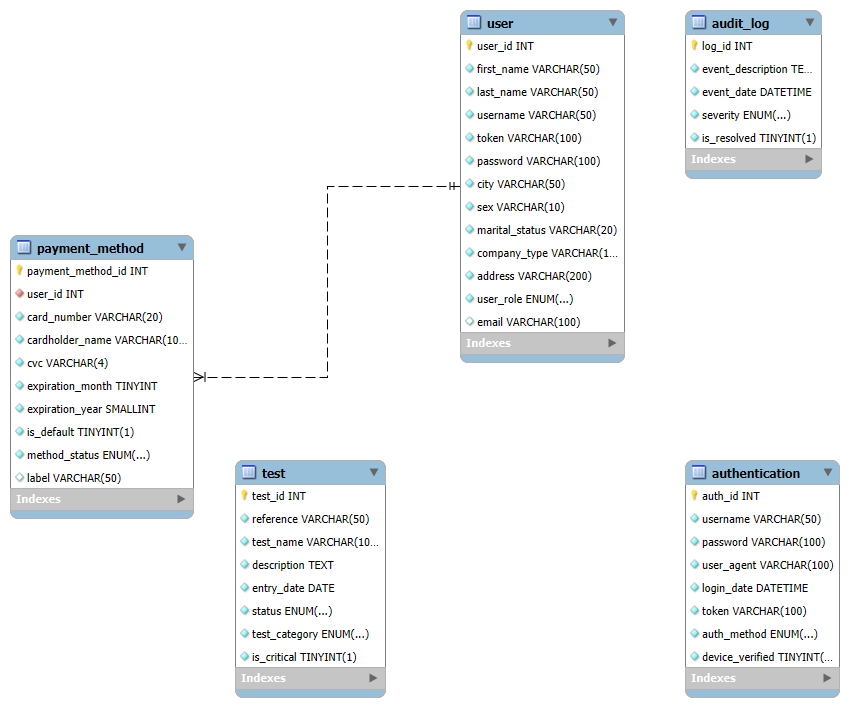 user
user_id INT
first_name VARCHAR(50)
last_name VARCHAR(50)
username VARCHAR(50)
token VARCHAR(100)
password VARCHAR(100)
city VARCHAR(50)
sex VARCHAR(10)
marital_status VARCHAR(20)
company_type VARCHAR(1...
address VARCHAR(200)
user_role ENUM(...)
email VARCHAR(100)
Indexes
audit_log
log_id INT
event_description TE...
event_date DATETIME
severity ENUM(...)
is_resolved TINYINT(1)
Indexes
payment_method
payment_method_id INT
user_id INT
card_number VARCHAR(20)
cardholder_name VARCHAR(10...
cvc VARCHAR(4)
expiration_month TINYINT
expiration_year SMALLINT
is_default TINYINT(1)
method_status ENUM(...)
label VARCHAR(50)
Indexes
test
test_id INT
reference VARCHAR(50)
test_name VARCHAR(10...
description TEXT
entry_date DATE
status ENUM(...)
test_category ENUM(...)
is_critical TINYINT(1)
Indexes
authentication
auth_id INT
username VARCHAR(50)
password VARCHAR(100)
user_agent VARCHAR(100)
login_date DATETIME
token VARCHAR(100)
auth_method ENUM(...)
device_verified TINYINT(...
Indexes